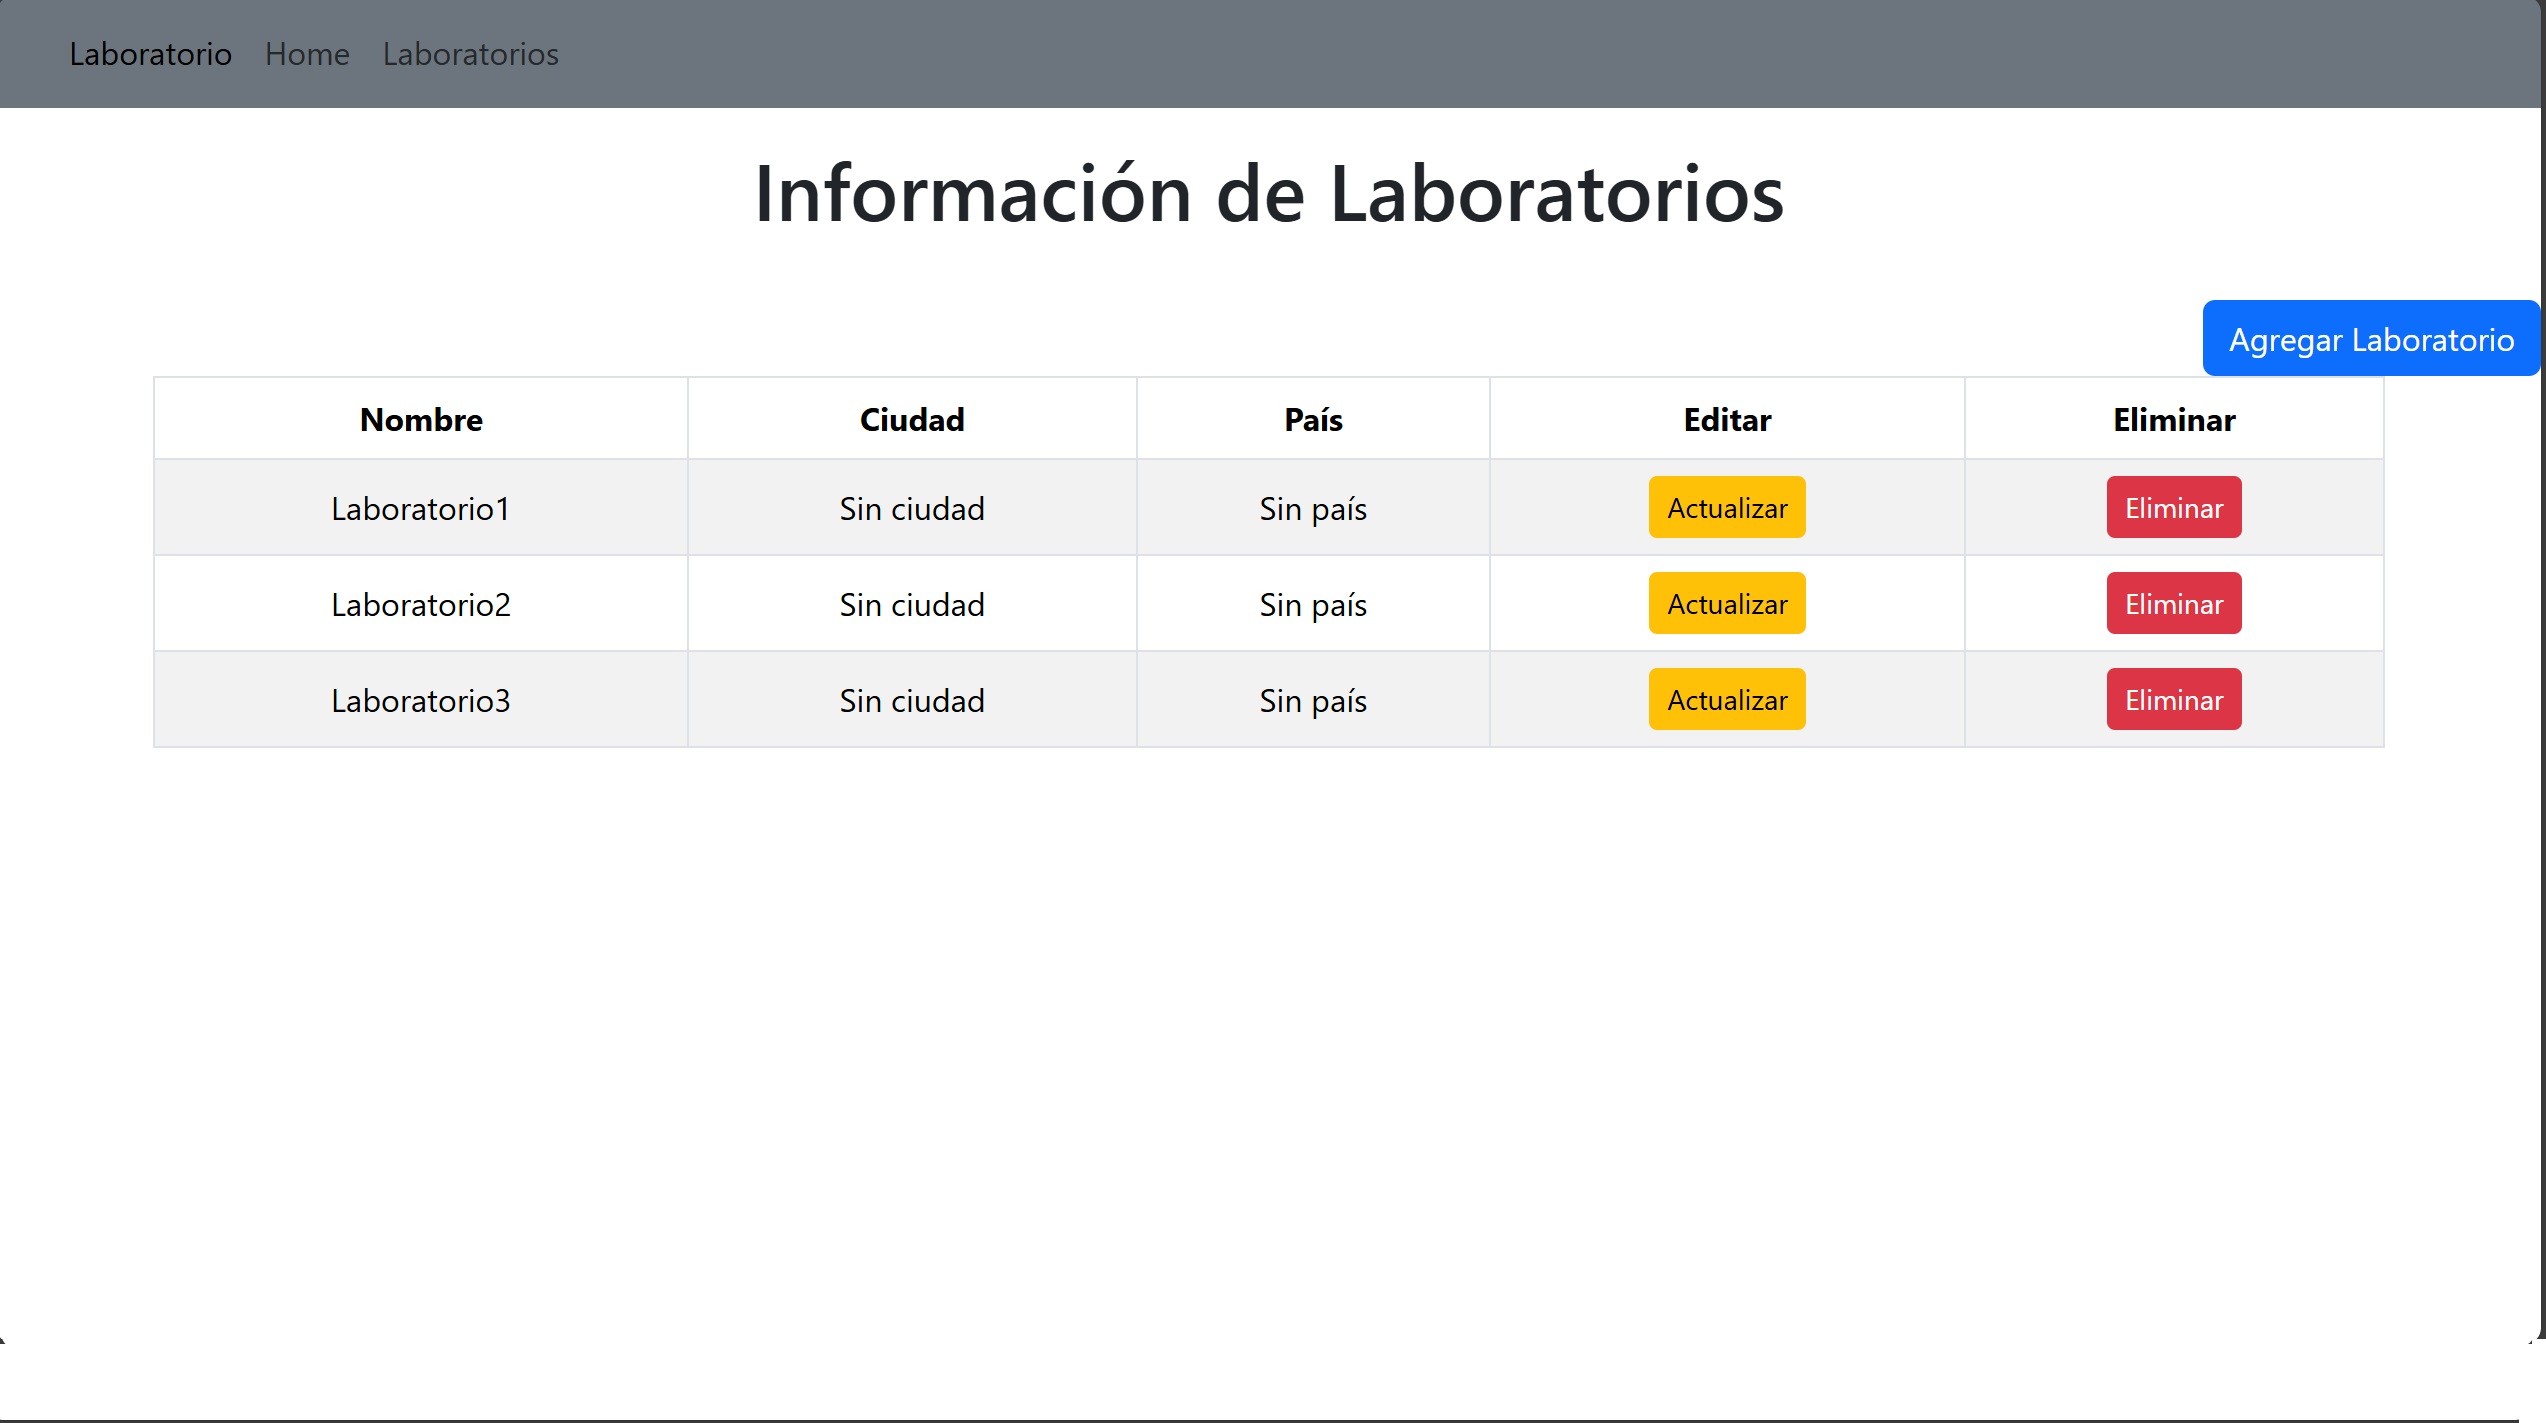 Laboratorio Home Laboratorios
Información de Laboratorios
Agregar Laboratorio
Nombre Ciudad País Editar Eliminar
Laboratorio1 Sin ciudad Sin país Actualizar Eliminar
Laboratorio2 Sin ciudad Sin país Actualizar Eliminar
Laboratorio3 Sin ciudad Sin país Actualizar Eliminar